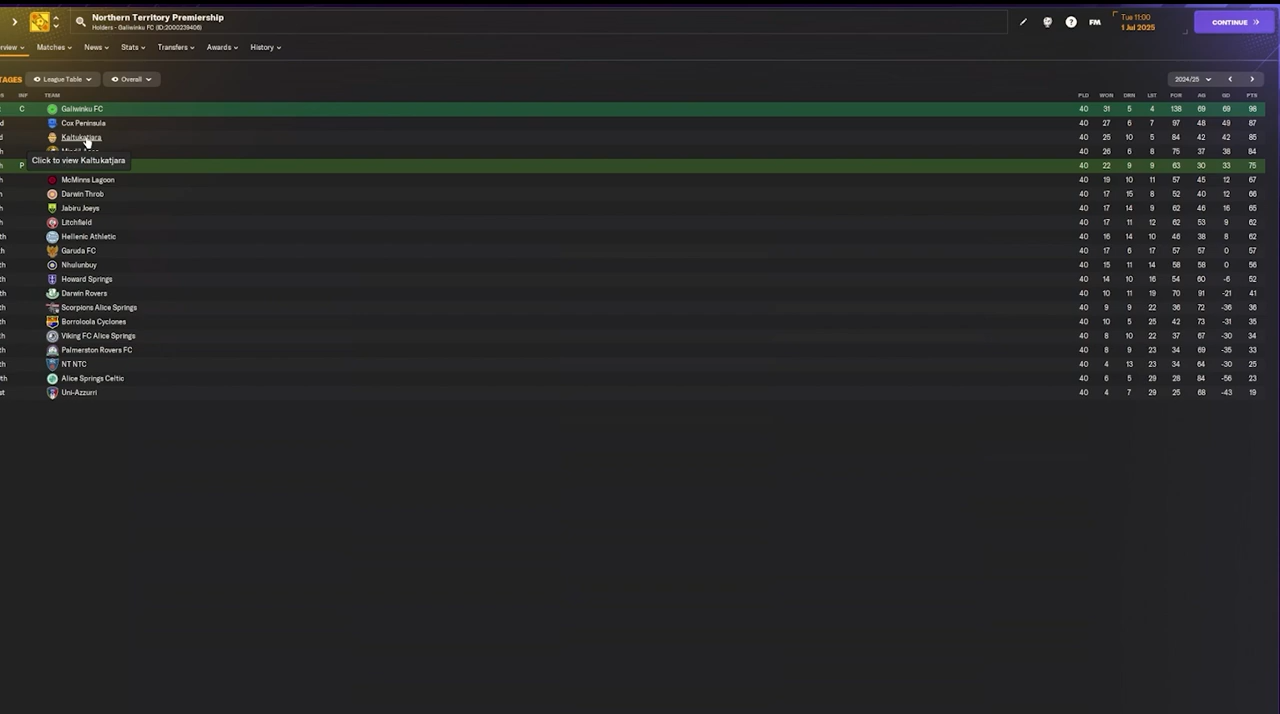 Northern Territory Premiership
Holders - Galiwinku FC (ID:2000239406)
FM
Tue 11:00
1 Jul 2025
CONTINUE
Matches News Stats Transfers Awards History
League Table Overall 2024/25
INF TEAM PLD WON DRN LST FOR AG GD PTS
C Galiwinku FC 40 31 5 4 138 69 69 98
Cox Peninsula 40 27 6 7 97 48 49 87
Kaltukatjara 40 25 10 5 84 42 42 85
40 26 6 8 75 37 38 84
Click to view Kaltukatjara
P 40 22 9 9 63 30 33 75
McMinns Lagoon 40 19 10 11 57 45 12 67
Darwin Throb 40 17 15 8 52 40 12 66
Jabiru Joeys 40 17 14 9 62 46 16 65
Litchfield 40 17 11 12 62 53 9 62
Hellenic Athletic 40 16 14 10 46 38 8 62
Garuda FC 40 17 6 17 57 57 0 57
Nhulunbuy 40 15 11 14 58 58 0 56
Howard Springs 40 14 10 16 54 60 -6 52
Darwin Rovers 40 10 11 19 70 91 -21 41
Scorpions Alice Springs 40 9 9 22 36 72 -36 36
Borroloola Cyclones 40 10 5 25 42 73 -31 35
Viking FC Alice Springs 40 8 10 22 37 67 -30 34
Palmerston Rovers FC 40 8 9 23 34 69 -35 33
NT NTC 40 4 13 23 34 64 -30 25
Alice Springs Celtic 40 6 5 29 28 84 -56 23
Uni-Azzurri 40 4 7 29 25 68 -43 19